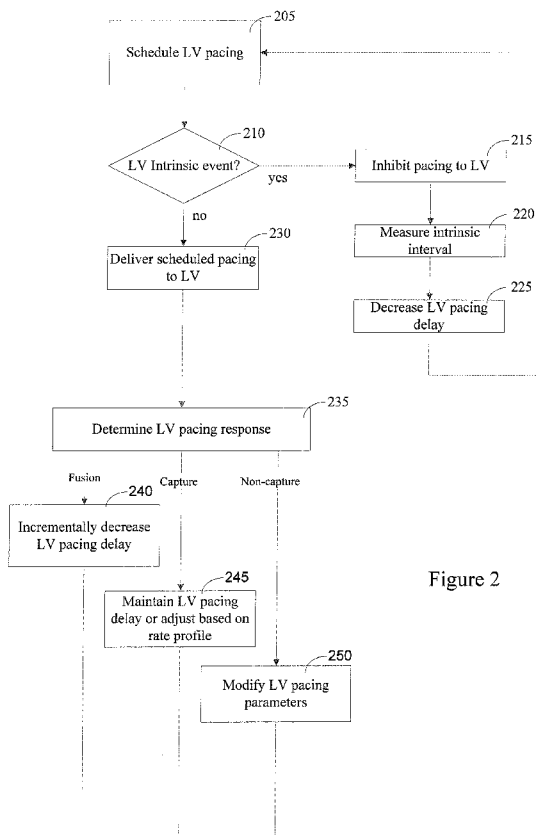 205
Schedule LV pacing
210
LV Intrinsic event?
yes
215
Inhibit pacing to LV
no
220
Measure intrinsic
interval
230
Deliver scheduled pacing
to LV
225
Decrease LV pacing
delay
235
Determine LV pacing response
Fusion
Capture
Non-capture
240
Incrementally decrease
LV pacing delay
245
Maintain LV pacing
delay or adjust based on
rate profile
Figure 2
250
Modify LV pacing
parameters